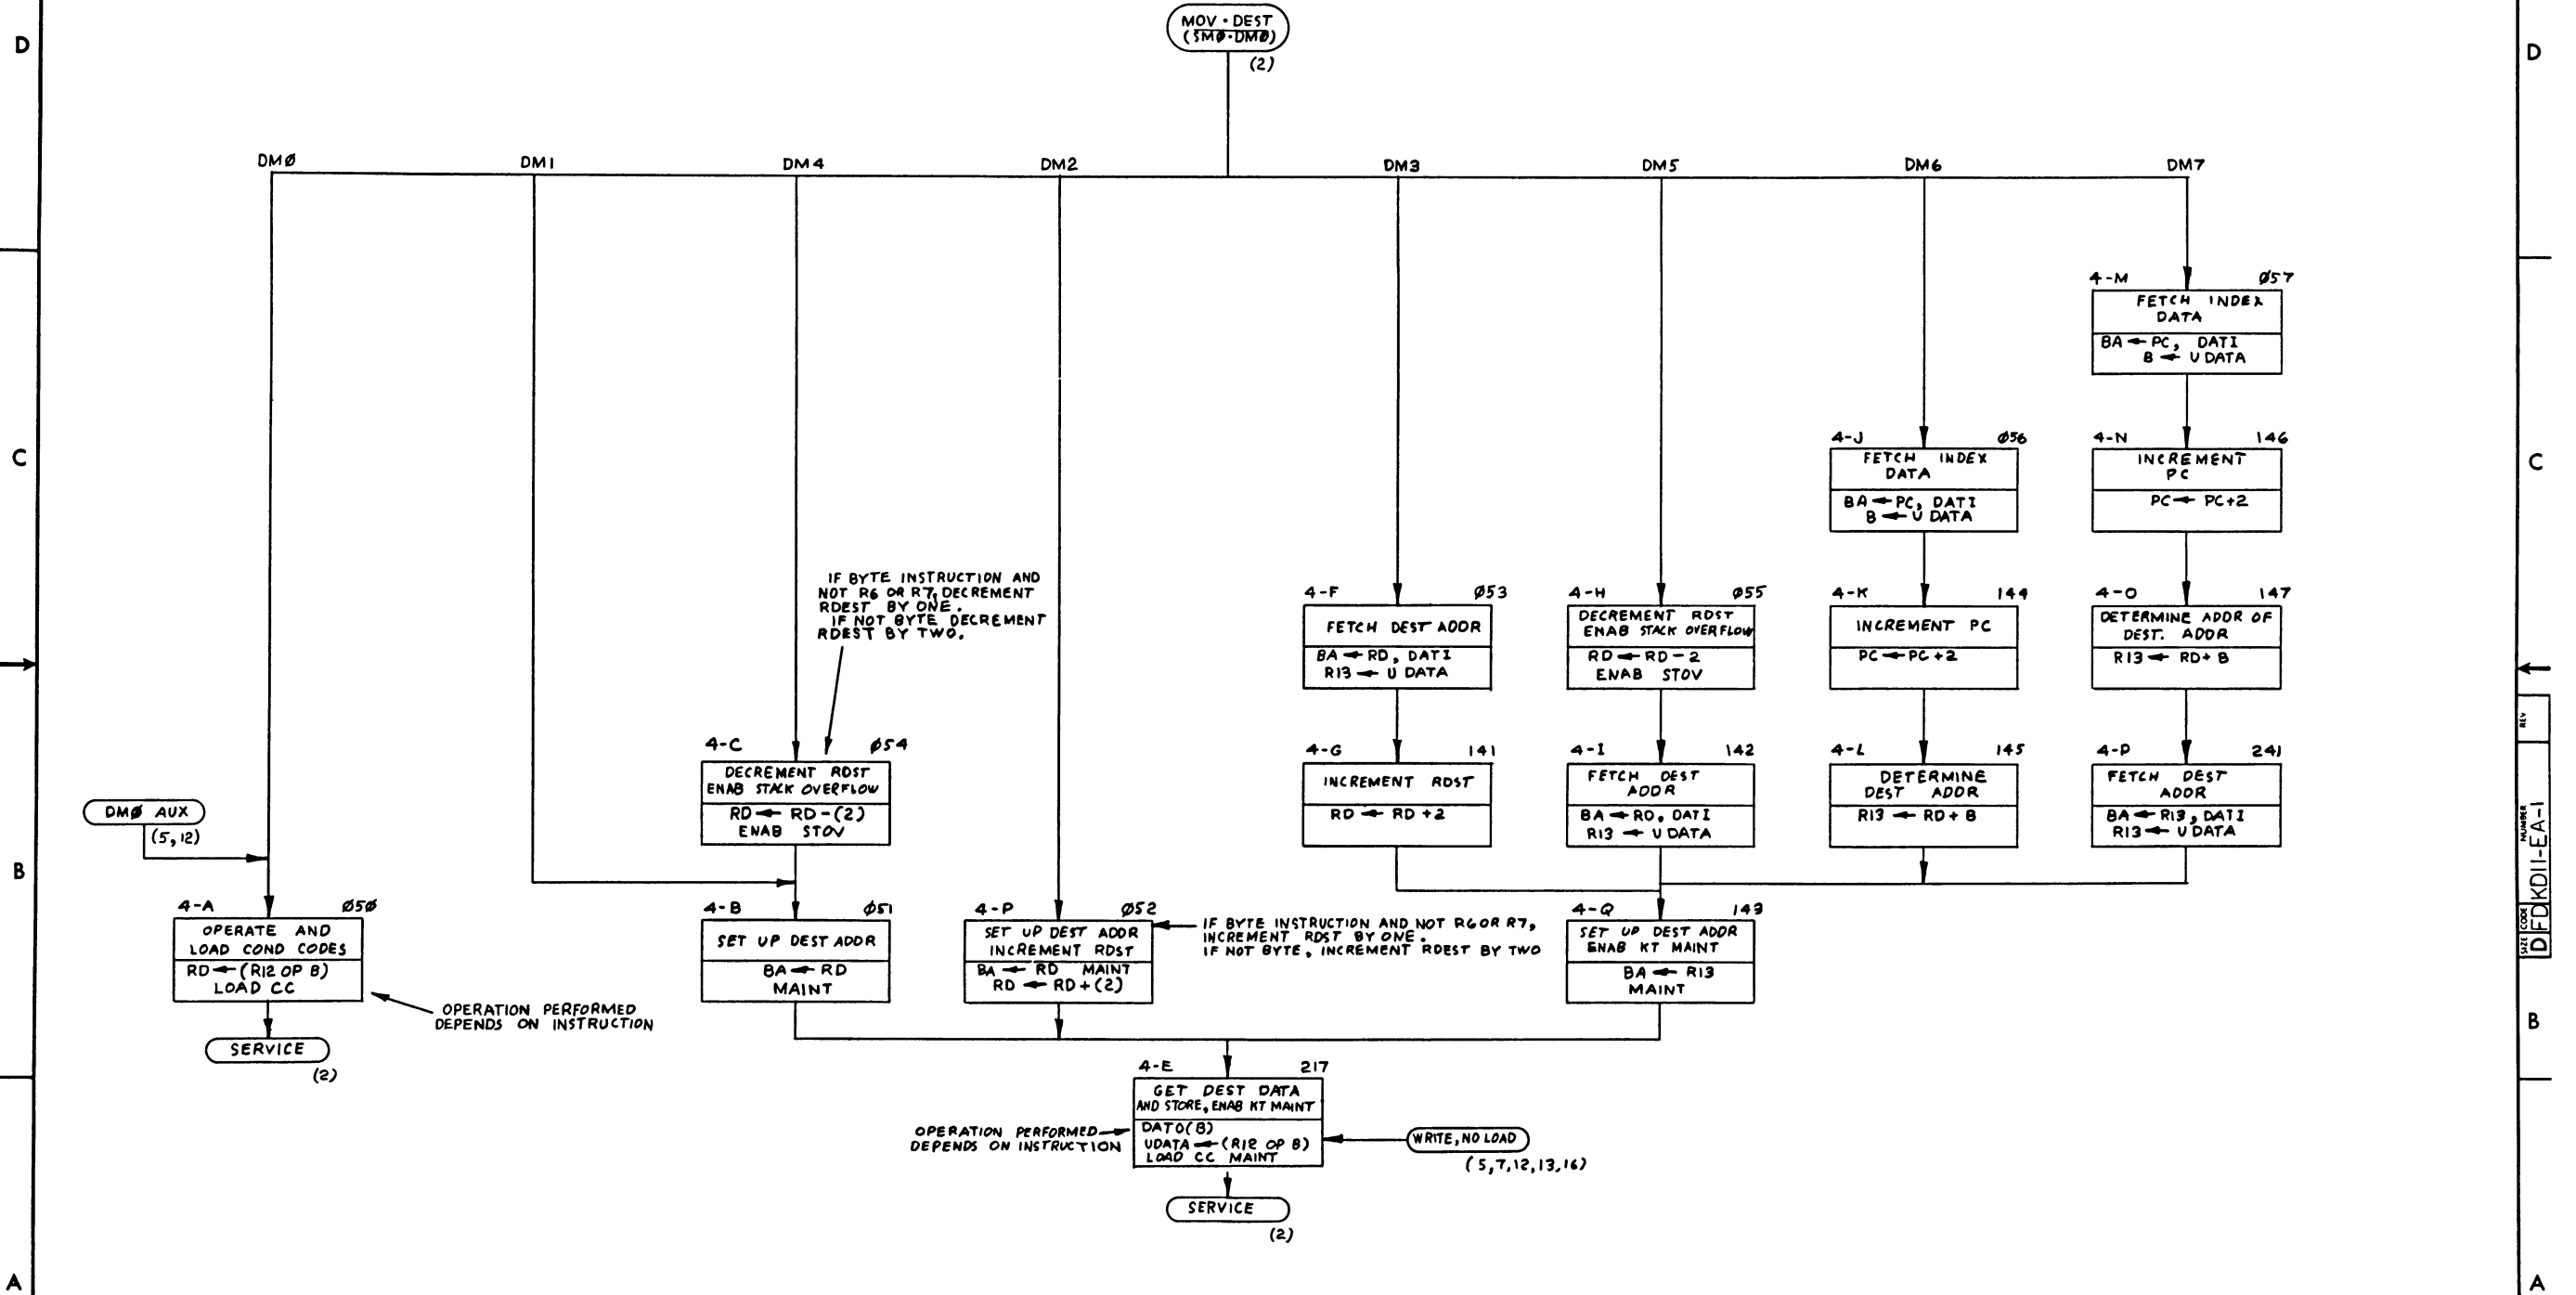 MOV • DEST
(SMØ•DMØ)
(2)
D
D
DMØ
DM1
DM4
DM2
DM3
DM5
DM6
DM7
4-M Ø57
FETCH INDEX
DATA
BA ← PC, DATI
B ← U DATA
4-J Ø56
FETCH INDEX
DATA
BA ← PC, DATI
B ← U DATA
4-N 146
INCREMENT
PC
PC ← PC+2
C
C
IF BYTE INSTRUCTION AND
NOT R6 OR R7, DECREMENT
RDEST BY ONE.
IF NOT BYTE DECREMENT
RDEST BY TWO.
4-F Ø53
FETCH DEST ADDR
BA ← RD, DATI
R13 ← U DATA
4-H Ø55
DECREMENT RDST
ENAB STACK OVERFLOW
RD ← RD - 2
ENAB STOV
4-K 144
INCREMENT PC
PC ← PC+2
4-O 147
DETERMINE ADDR OF
DEST. ADDR
R13 ← RD+ B
4-C Ø54
DECREMENT RDST
ENAB STACK OVERFLOW
RD ← RD-(2)
ENAB STOV
4-G 141
INCREMENT RDST
RD ← RD +2
4-I 142
FETCH DEST
ADDR
BA ← RD, DATI
R13 ← U DATA
4-L 145
DETERMINE
DEST ADDR
R13 ← RD + B
4-P 241
FETCH DEST
ADDR
BA ← R13, DATI
R13 ← U DATA
DMØ AUX
(5,12)
B
4-A Ø5Ø
OPERATE AND
LOAD COND CODES
RD ← (R12 OP B)
LOAD CC
OPERATION PERFORMED
DEPENDS ON INSTRUCTION
SERVICE
(2)
4-B Ø51
SET UP DEST ADDR
BA ← RD
MAINT
4-P Ø52
SET UP DEST ADDR
INCREMENT RDST
BA ← RD MAINT
RD ← RD+(2)
IF BYTE INSTRUCTION AND NOT R6 OR R7,
INCREMENT RDST BY ONE.
IF NOT BYTE, INCREMENT RDEST BY TWO
4-Q 143
SET UP DEST ADDR
ENAB KT MAINT
BA ← R13
MAINT
B
4-E 217
GET DEST DATA
AND STORE, ENAB KT MAINT
DATO(B)
UDATA ← (R12 OP B)
LOAD CC MAINT
OPERATION PERFORMED
DEPENDS ON INSTRUCTION
WRITE, NO LOAD
(5,7,12,13,16)
SERVICE
(2)
A
A
REV
NUMBER
KD11-EA-1
SIZE CODE
D FD